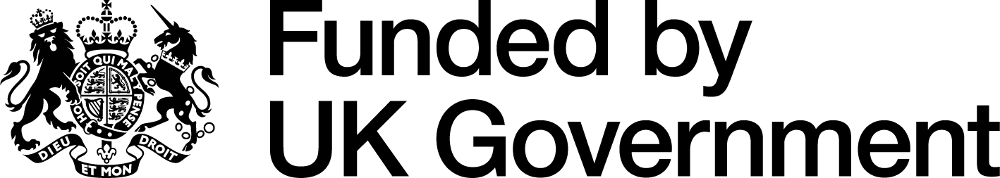 Funded by
UK Government
HONI SOIT QUI MAL Y PENSE
DIEU ET MON DROIT